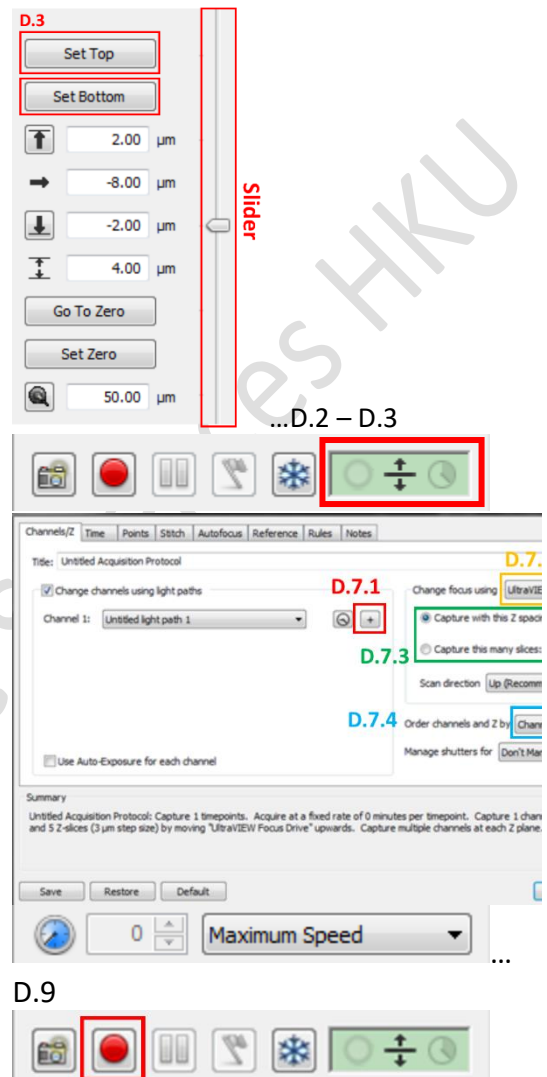 D.3
Set Top
Set Bottom
2.00 µm
-8.00 µm
-2.00 µm
4.00 µm
Go To Zero
Set Zero
50.00 µm
Slider
es HKU
...D.2 – D.3
Channels/Z Time Points Stitch Autofocus Reference Rules Notes
Title: Untitled Acquisition Protocol
D.7.
Change channels using light paths
D.7.1
Change focus using UltraVIE
Channel 1: Untitled light path 1
+
Capture with this Z spacin
D.7.3
Capture this many slices:
Scan direction Up (Recomm
D.7.4
Order channels and Z by Chann
Use Auto-Exposure for each channel
Manage shutters for Don't Man
Summary
Untitled Acquisition Protocol: Capture 1 timepoints. Acquire at a fixed rate of 0 minutes per timepoint. Capture 1 chan
and 5 Z-slices (3 µm step size) by moving "UltraVIEW Focus Drive" upwards. Capture multiple channels at each Z plane.
Save Restore Default
0 Maximum Speed
...
D.9